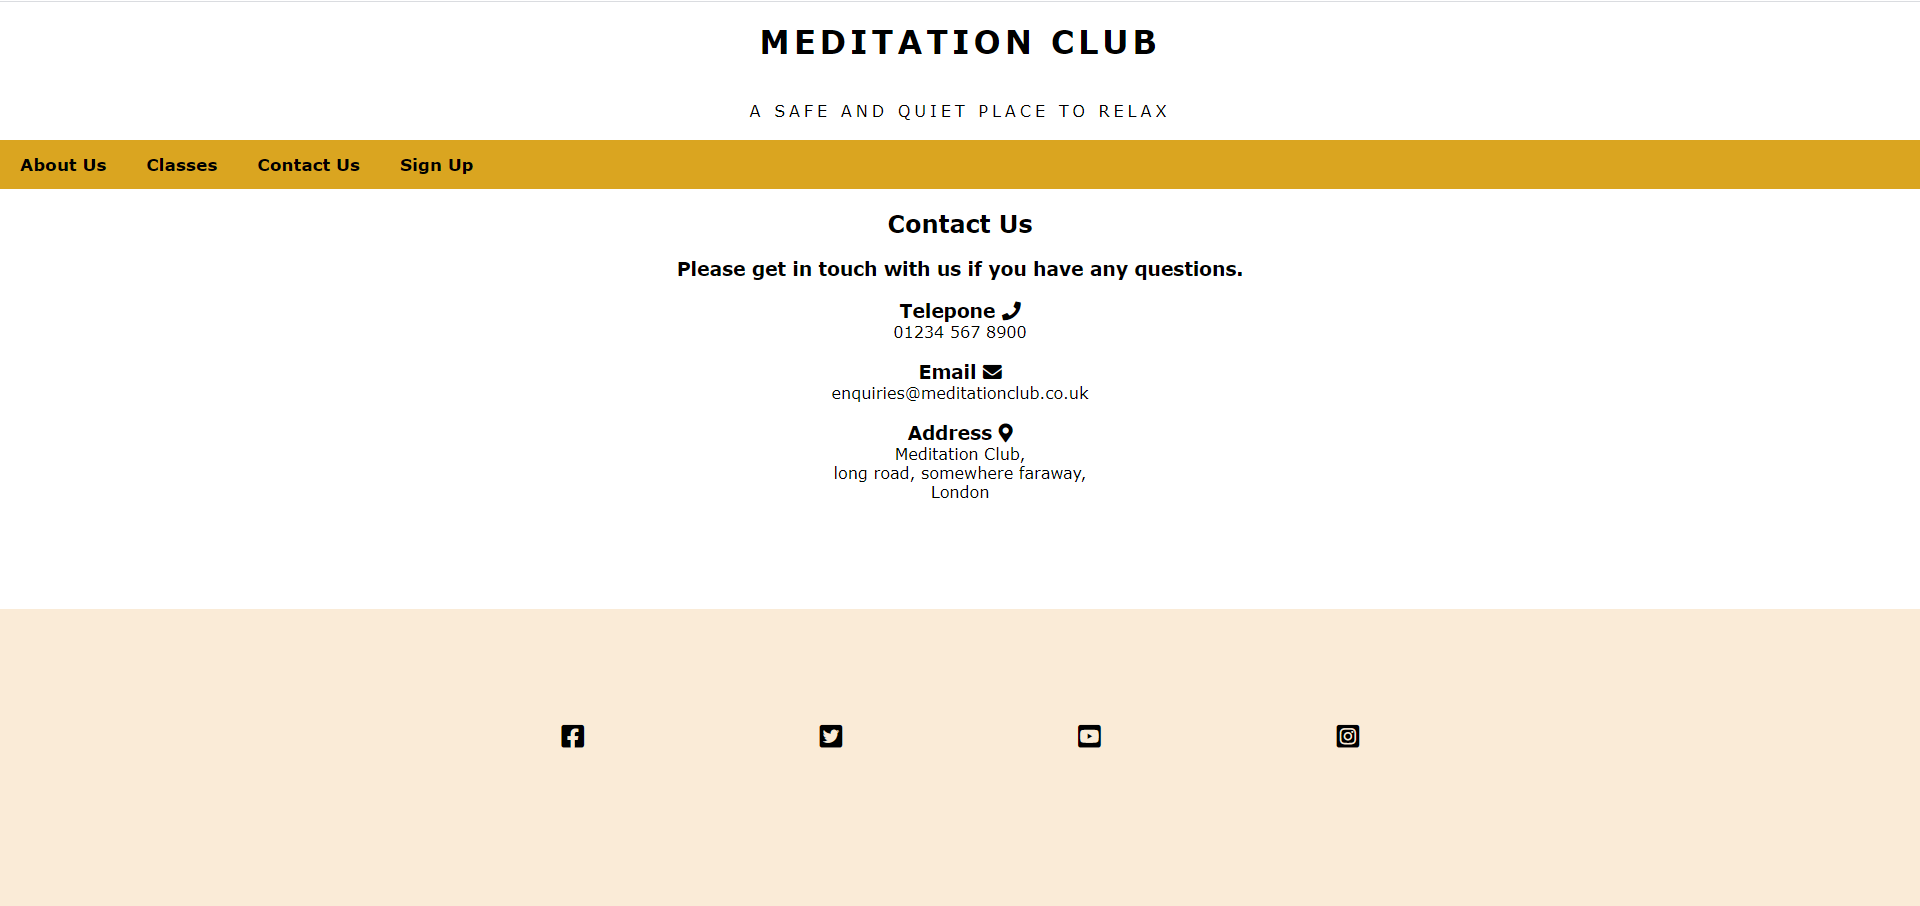 MEDITATION CLUB
A SAFE AND QUIET PLACE TO RELAX
About Us Classes Contact Us Sign Up
Contact Us
Please get in touch with us if you have any questions.
Telepone
01234 567 8900
Email
enquiries@meditationclub.co.uk
Address
Meditation Club,
long road, somewhere faraway,
London